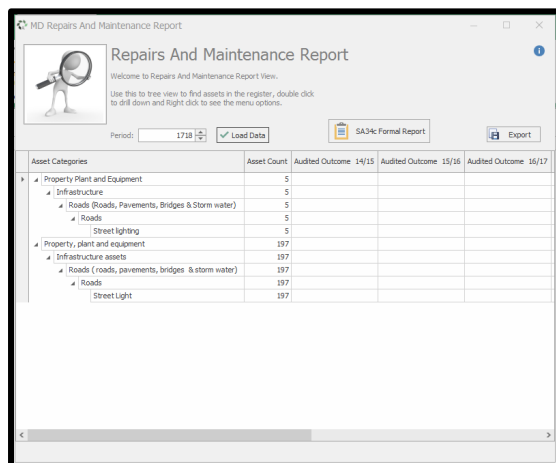 MD Repairs And Maintenance Report
Repairs And Maintenance Report
Welcome to Repairs And Maintenance Report View.
Use this to tree view to find assets in the register, double click
to drill down and Right click to see the menu options.
Period: 1718 Load Data SA34c Formal Report Export
Asset Categories Asset Count Audited Outcome 14/15 Audited Outcome 15/16 Audited Outcome 16/17
Property Plant and Equipment 5
Infrastructure 5
Roads (Roads, Pavements, Bridges & Storm water) 5
Roads 5
Street lighting 5
Property, plant and equipment 197
Infrastructure assets 197
Roads ( roads, pavements, bridges & storm water) 197
Roads 197
Street Light 197